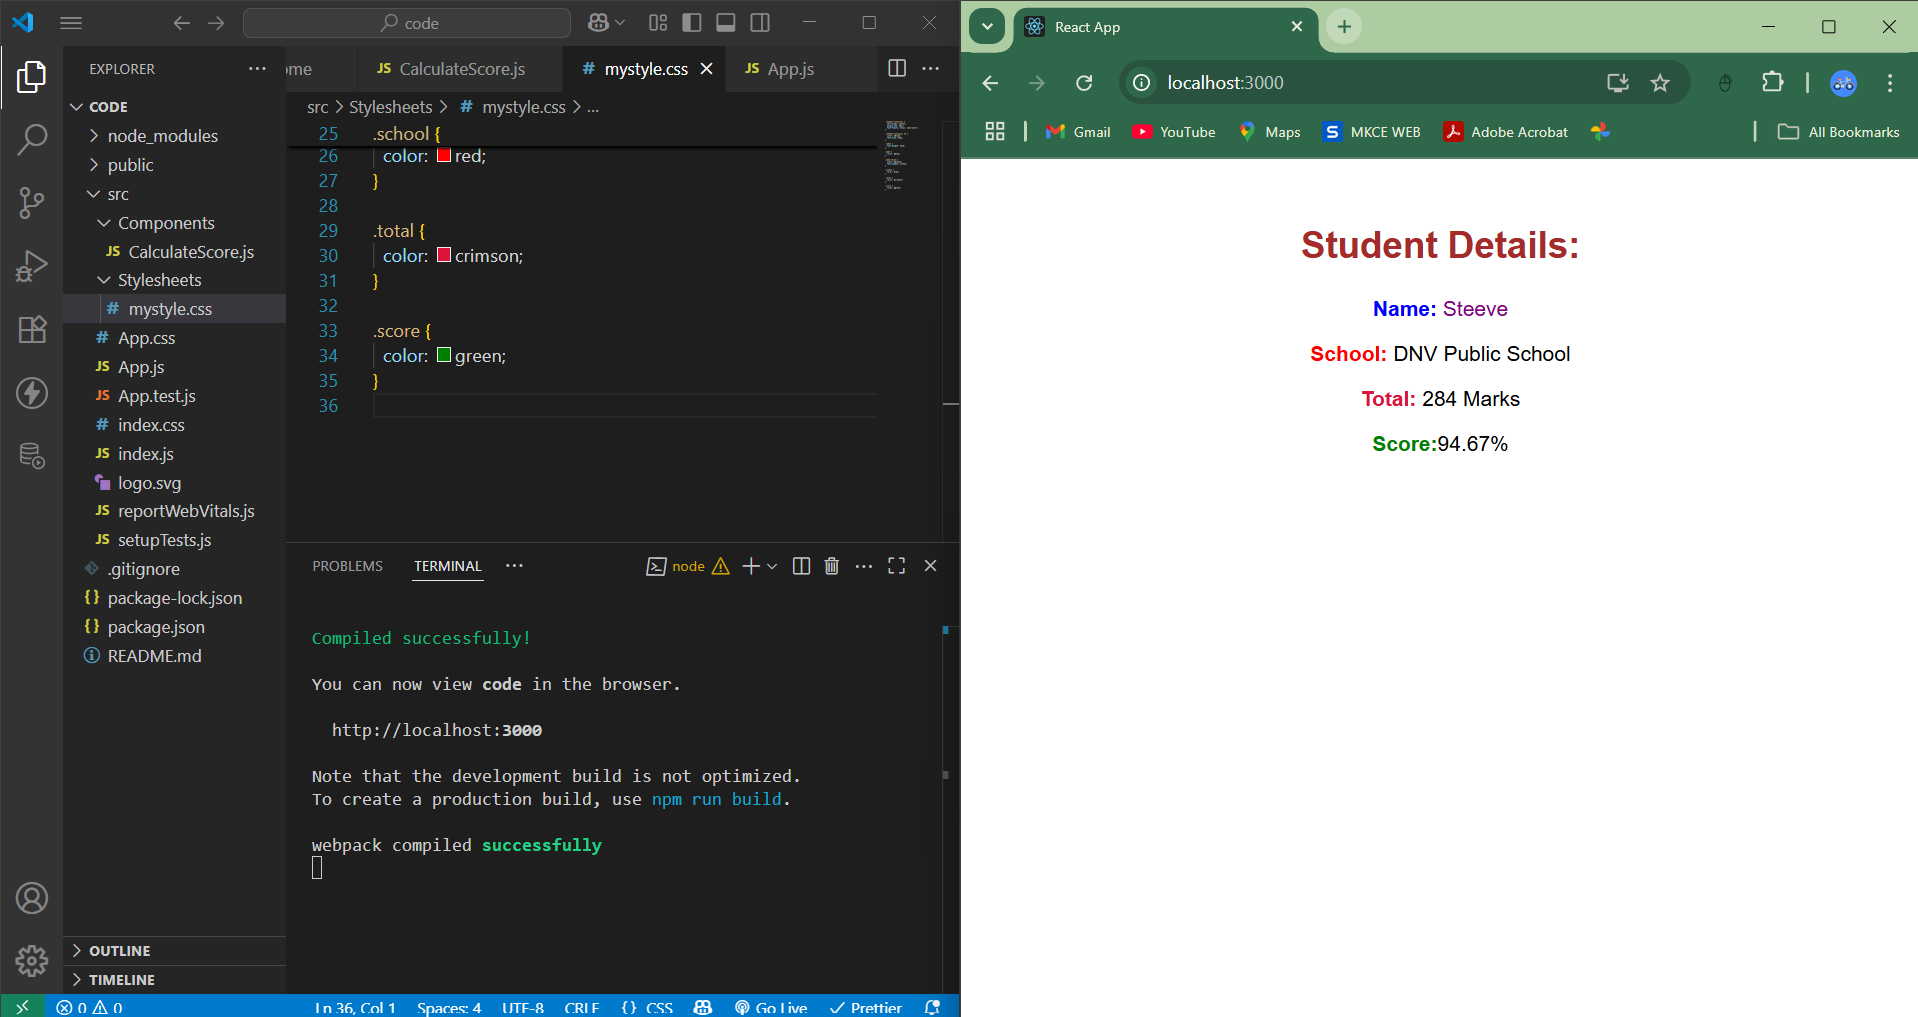 code
EXPLORER
CODE
node_modules
public
src
Components
JS CalculateScore.js
Stylesheets
# mystyle.css
# App.css
JS App.js
JS App.test.js
# index.css
JS index.js
logo.svg
JS reportWebVitals.js
JS setupTests.js
.gitignore
{} package-lock.json
{} package.json
README.md
OUTLINE
TIMELINE
ome
JS CalculateScore.js
# mystyle.css
JS App.js
src > Stylesheets > # mystyle.css > ...
25 .school {
26 color: red;
27 }
28
29 .total {
30 color: crimson;
31 }
32
33 .score {
34 color: green;
35 }
36
PROBLEMS TERMINAL ...
node
Compiled successfully!
You can now view code in the browser.
http://localhost:3000
Note that the development build is not optimized.
To create a production build, use npm run build.
webpack compiled successfully
0 0
Ln 36, Col 1 Spaces: 4 UTF-8 CRLF {} CSS Go Live Prettier
React App
localhost:3000
Gmail YouTube Maps S MKCE WEB Adobe Acrobat All Bookmarks
Student Details:
Name: Steeve
School: DNV Public School
Total: 284 Marks
Score:94.67%